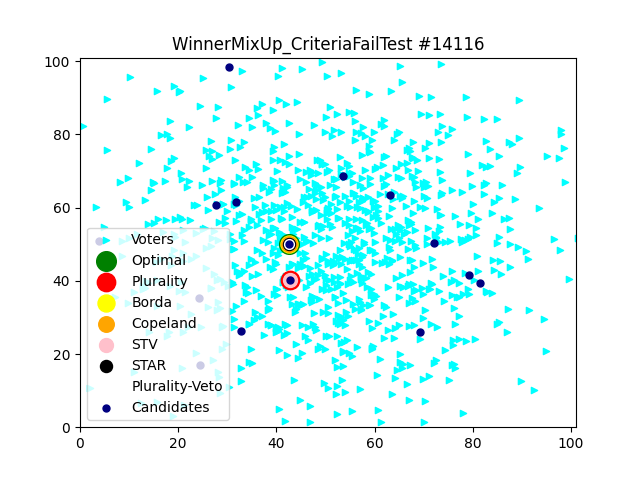 WinnerMixUp_CriteriaFailTest #14116
100
80
60
40
20
0
0
20
40
60
80
100
Voters
Optimal
Plurality
Borda
Copeland
STV
STAR
Plurality-Veto
Candidates